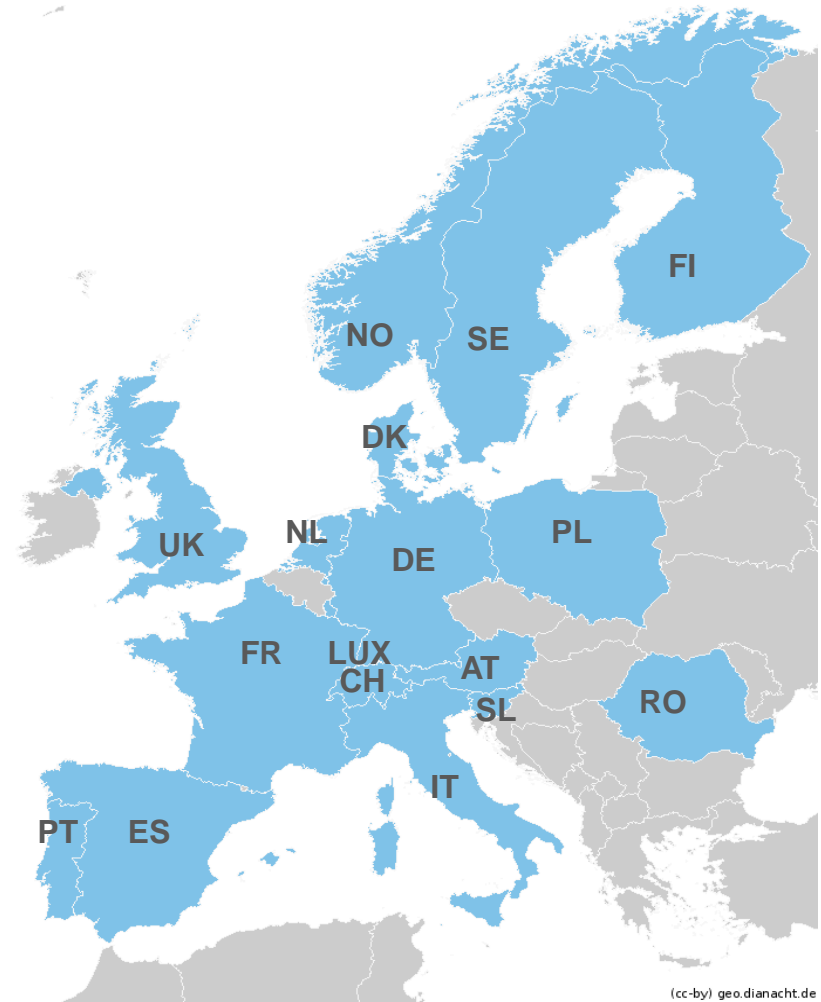 FI
NO
SE
DK
NL
PL
UK
DE
FR
LUX
AT
CH
RO
SL
IT
PT
ES
(cc-by) geo.dianacht.de